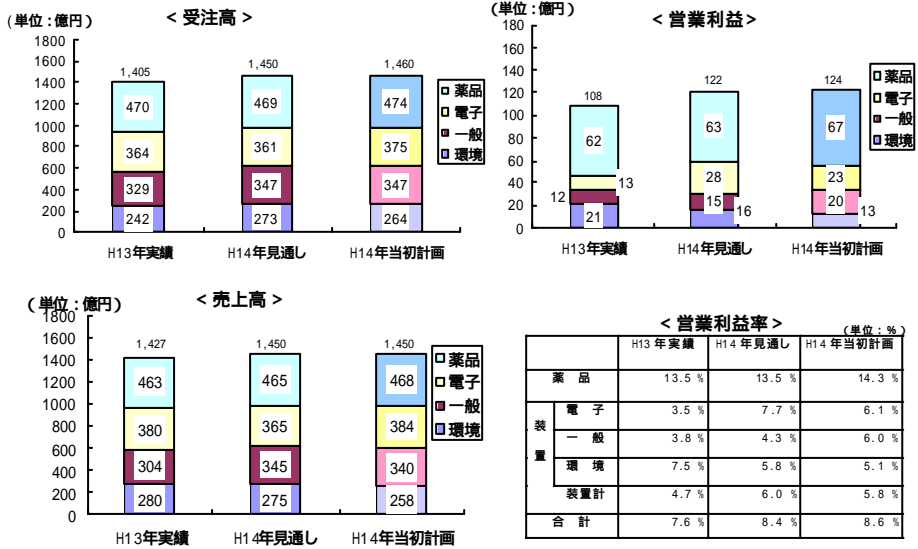 (単位：億円)
＜受注高＞
1800
1600
1400
1200
1000
800
600
400
200
0
1,405
1,450
1,460
470
469
474
364
361
375
329
347
347
242
273
264
H13年実績
H14年見通し
H14年当初計画
薬品
電子
一般
環境
(単位：億円)
＜営業利益＞
180
160
140
120
100
80
60
40
20
0
108
122
124
62
63
67
13
28
23
12
15
20
21
16
13
H13年実績
H14年見通し
H14年当初計画
薬品
電子
一般
環境
(単位：億円)
＜売上高＞
1800
1600
1400
1200
1000
800
600
400
200
0
1,427
1,450
1,450
463
465
468
380
365
384
304
345
340
280
275
258
H13年実績
H14年見通し
H14年当初計画
薬品
電子
一般
環境
＜営業利益率＞
(単位：％)
H13年実績 H14年見通し H14年当初計画
薬品 13.5 % 13.5 % 14.3 %
装置
電子 3.5 % 7.7 % 6.1 %
一般 3.8 % 4.3 % 6.0 %
環境 7.5 % 5.8 % 5.1 %
装置計 4.7 % 6.0 % 5.8 %
合計 7.6 % 8.4 % 8.6 %